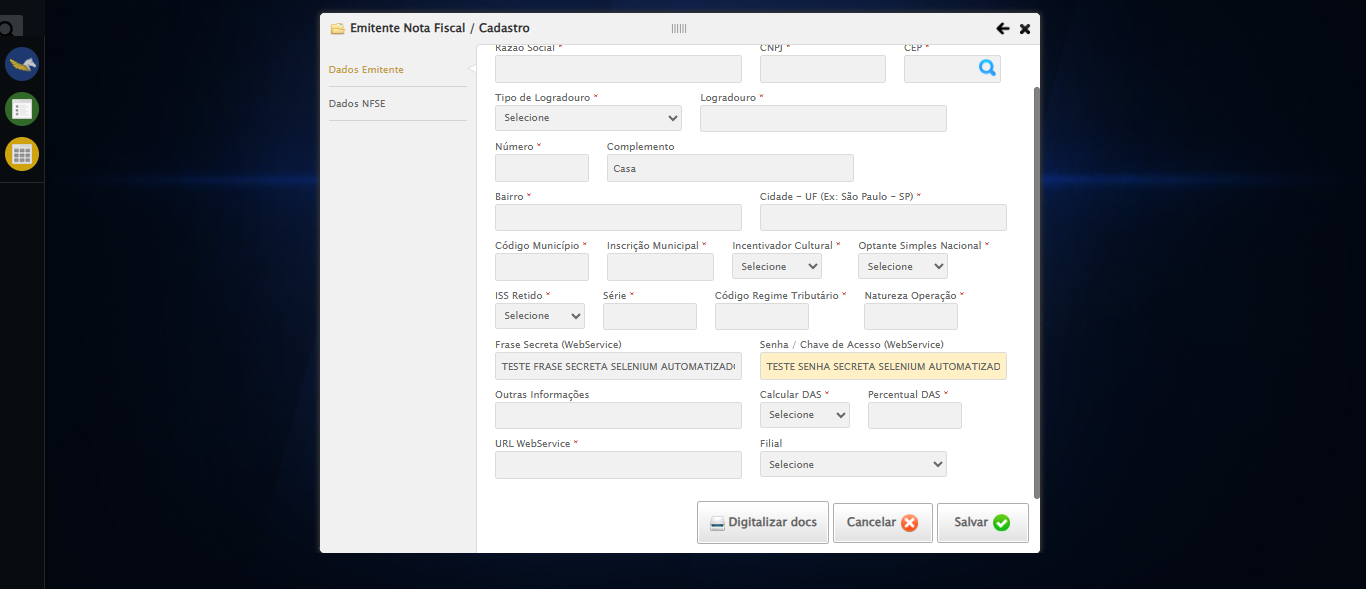 Emitente Nota Fiscal / Cadastro
Dados Emitente
Dados NFSE
Razão Social * CNPJ * CEP *
Tipo de Logradouro * Logradouro *
Selecione
Número * Complemento
Casa
Bairro * Cidade - UF (Ex: São Paulo - SP) *
Código Município * Inscrição Municipal * Incentivador Cultural * Optante Simples Nacional *
Selecione Selecione
ISS Retido * Série * Código Regime Tributário * Natureza Operação *
Selecione
Frase Secreta (WebService) Senha / Chave de Acesso (WebService)
TESTE FRASE SECRETA SELENIUM AUTOMATIZADO TESTE SENHA SECRETA SELENIUM AUTOMATIZAD
Outras Informações Calcular DAS * Percentual DAS *
Selecione
URL WebService * Filial
Selecione
Digitalizar docs Cancelar Salvar